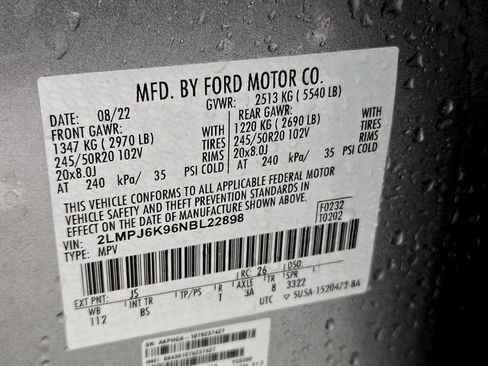 MFD. BY FORD MOTOR CO.
08/22 GVWR: 2513 KG ( 5540 LB)
FRONT GAWR: REAR GAWR:
1347 KG ( 2970 LB) WITH 1220 KG ( 2690 LB) WITH
245/50R20 102V TIRES 245/50R20 102V TIRES
20x8.0J RIMS 20x8.0J RIMS
AT 240 kPa/ 35 PSI COLD AT 240 kPa/ 35 PSI COLD
THIS VEHICLE CONFORMS TO ALL APPLICABLE FEDERAL MOTOR
VEHICLE SAFETY AND THEFT PREVENTION STANDARDS IN
EFFECT ON THE DATE OF MANUFACTURE SHOWN ABOVE.
VIN: 2LMPJ6K96NBL22898 F0232
TYPE: MPV T0202
EXT PNT: JS RC: 26 DSO:
WB INT TR TP/PS R AXLE TR 3322
112 BS T 3A 8 UTC ▽ 5U5A-1520472-BA
SN: AKPHGA-1079237427